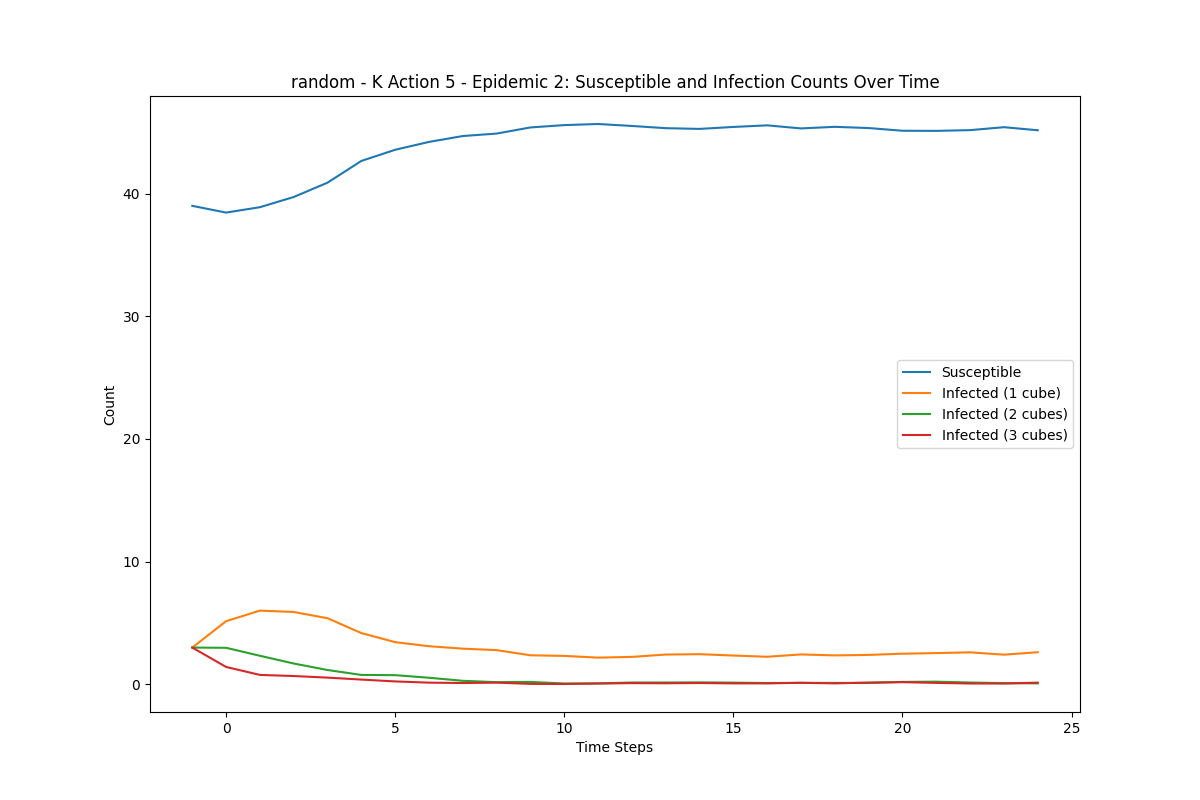 random - K Action 5 - Epidemic 2: Susceptible and Infection Counts Over Time
Count
40
30
20
10
0
Susceptible
Infected (1 cube)
Infected (2 cubes)
Infected (3 cubes)
0 5 10 15 20 25
Time Steps